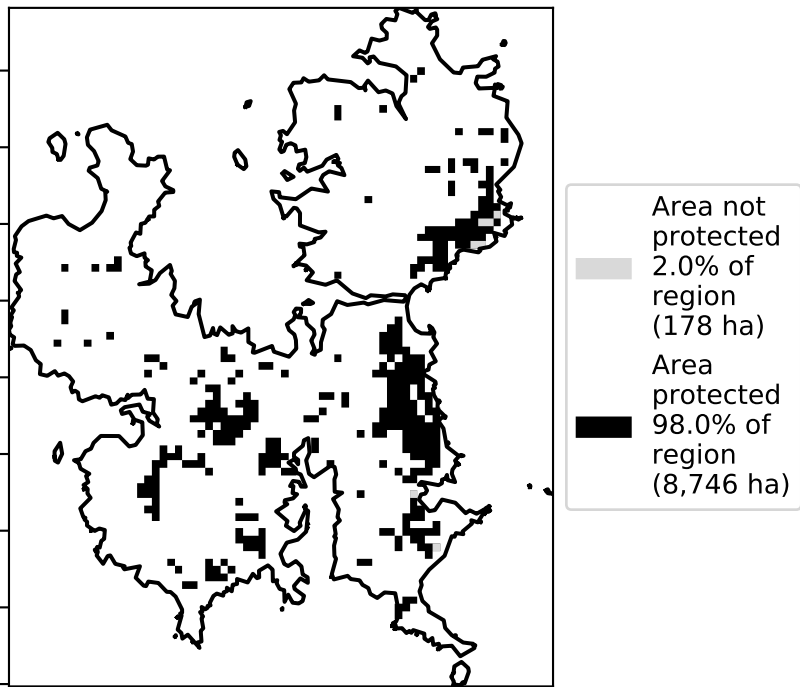 Area not
protected
2.0% of
region
(178 ha)
Area
protected
98.0% of
region
(8,746 ha)